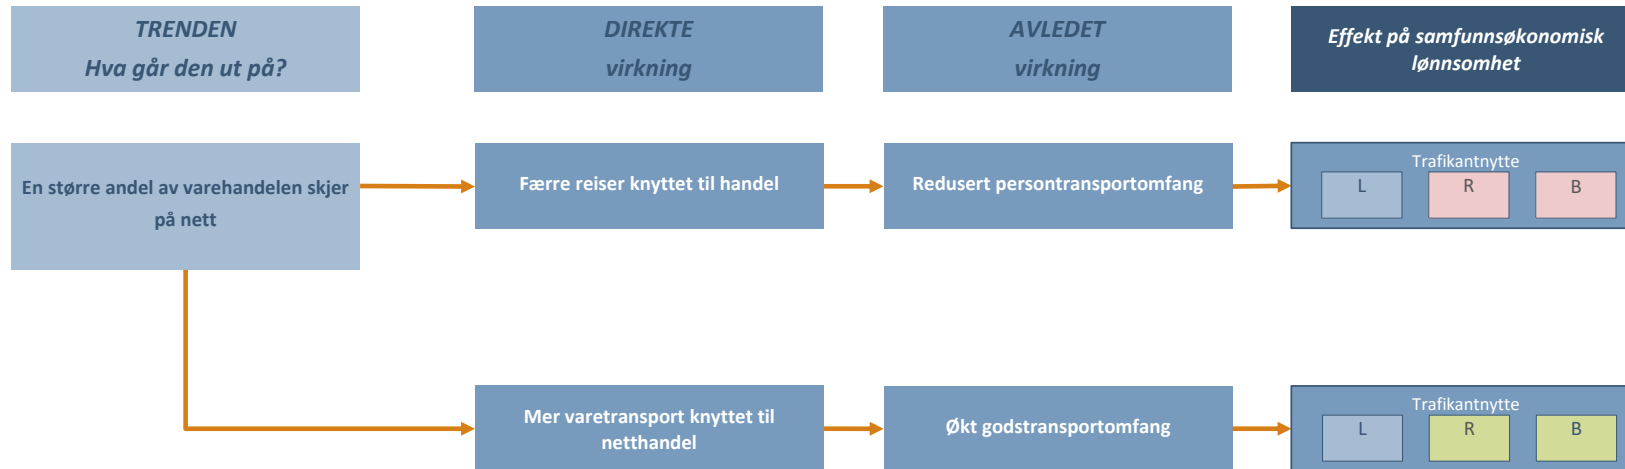 TRENDEN
Hva går den ut på?
DIREKTE
virkning
AVLEDET
virkning
Effekt på samfunnsøkonomisk
lønnsomhet
En større andel av varehandelen skjer
på nett
Færre reiser knyttet til handel
Redusert persontransportomfang
Trafikantnytte
L
R
B
Mer varetransport knyttet til
netthandel
Økt godstransportomfang
Trafikantnytte
L
R
B